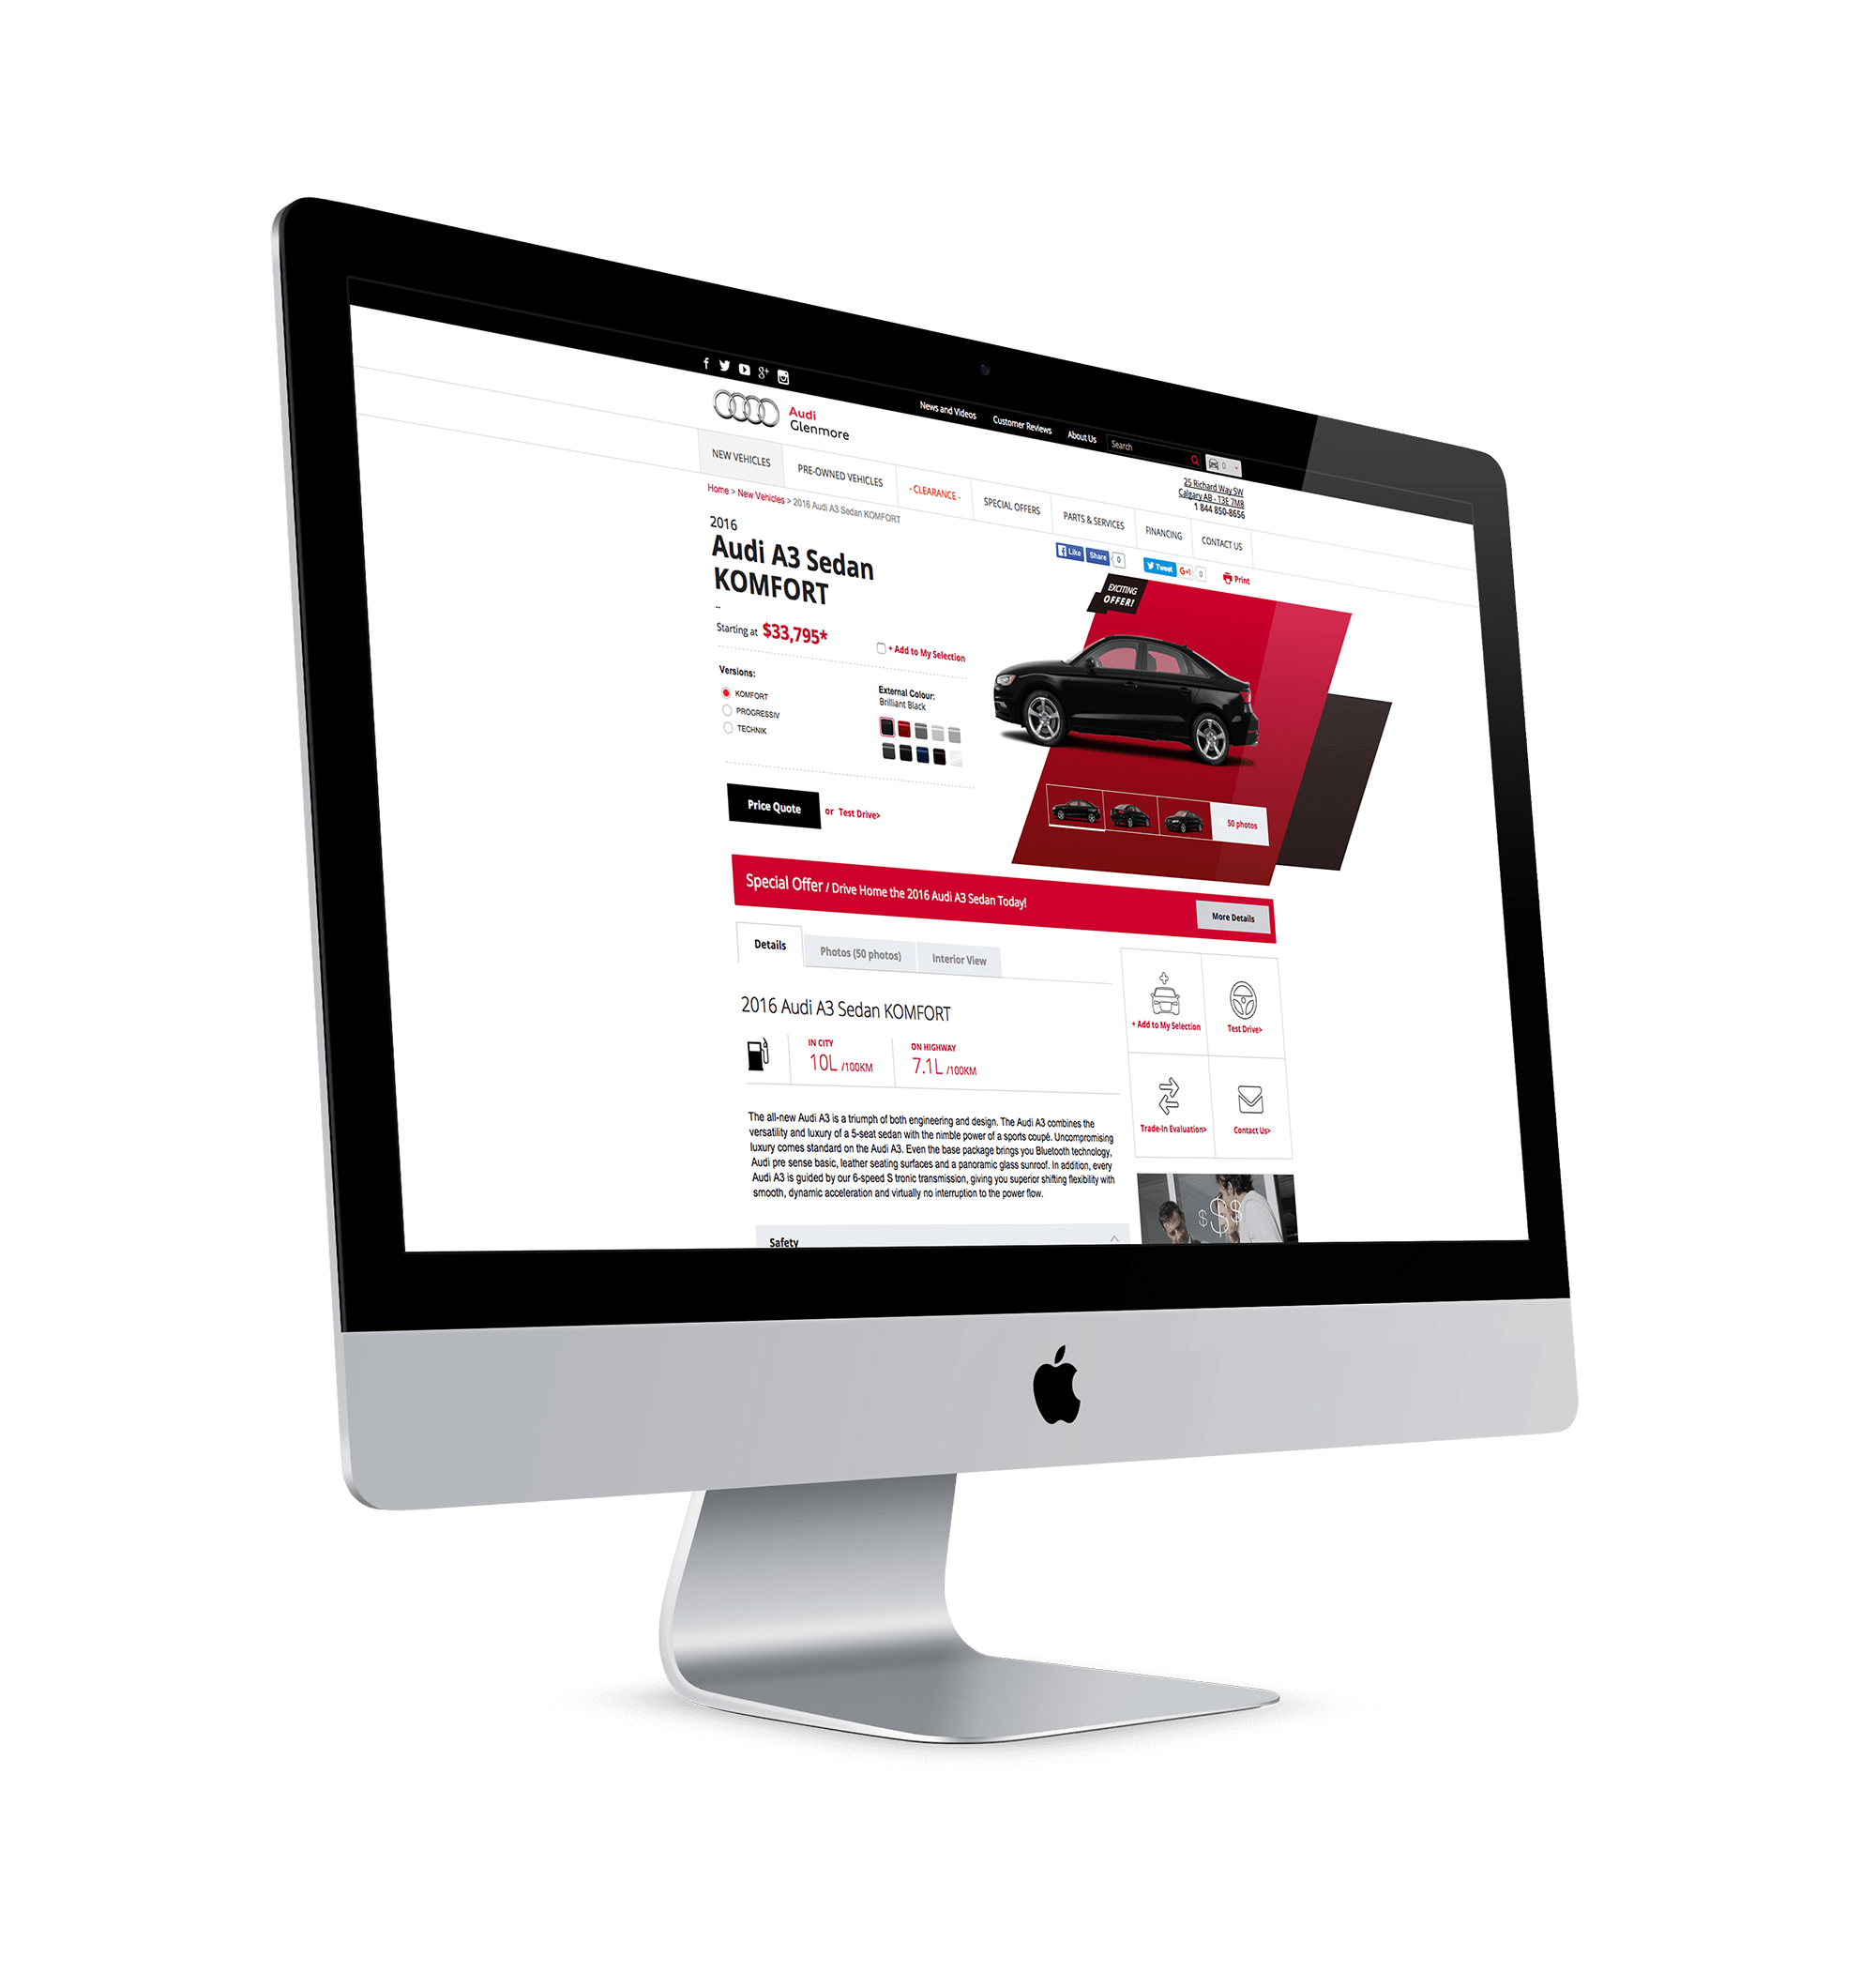 News and Videos
Customer Reviews
About Us
Search
0
Audi
Glenmore
25 Richard Way SW
Calgary AB - T3E 7M8
1 844 850-8656
NEW VEHICLES
PRE-OWNED VEHICLES
- CLEARANCE -
SPECIAL OFFERS
PARTS & SERVICES
FINANCING
CONTACT US
Home > New Vehicles > 2016 Audi A3 Sedan KOMFORT
Like
Share
0
Tweet
G+1
0
Print
2016
Audi A3 Sedan
KOMFORT
--
Starting at $33,795*
+ Add to My Selection
EXCITING
OFFER!
Versions:
KOMFORT
PROGRESSIV
TECHNIK
External Colour:
Brilliant Black
Price Quote or Test Drive>
50 photos
Special Offer / Drive Home the 2016 Audi A3 Sedan Today!
More Details
Details
Photos (50 photos)
Interior View
2016 Audi A3 Sedan KOMFORT
IN CITY
10L /100KM
ON HIGHWAY
7.1L /100KM
The all-new Audi A3 is a triumph of both engineering and design. The Audi A3 combines the
versatility and luxury of a 5-seat sedan with the nimble power of a sports coupé. Uncompromising
luxury comes standard on the Audi A3. Even the base package brings you Bluetooth technology,
Audi pre sense basic, leather seating surfaces and a panoramic glass sunroof. In addition, every
Audi A3 is guided by our 6-speed S tronic transmission, giving you superior shifting flexibility with
smooth, dynamic acceleration and virtually no interruption to the power flow.
Safety
+ Add to My Selection
Test Drive>
Trade-In Evaluation>
Contact Us>
$ $ $